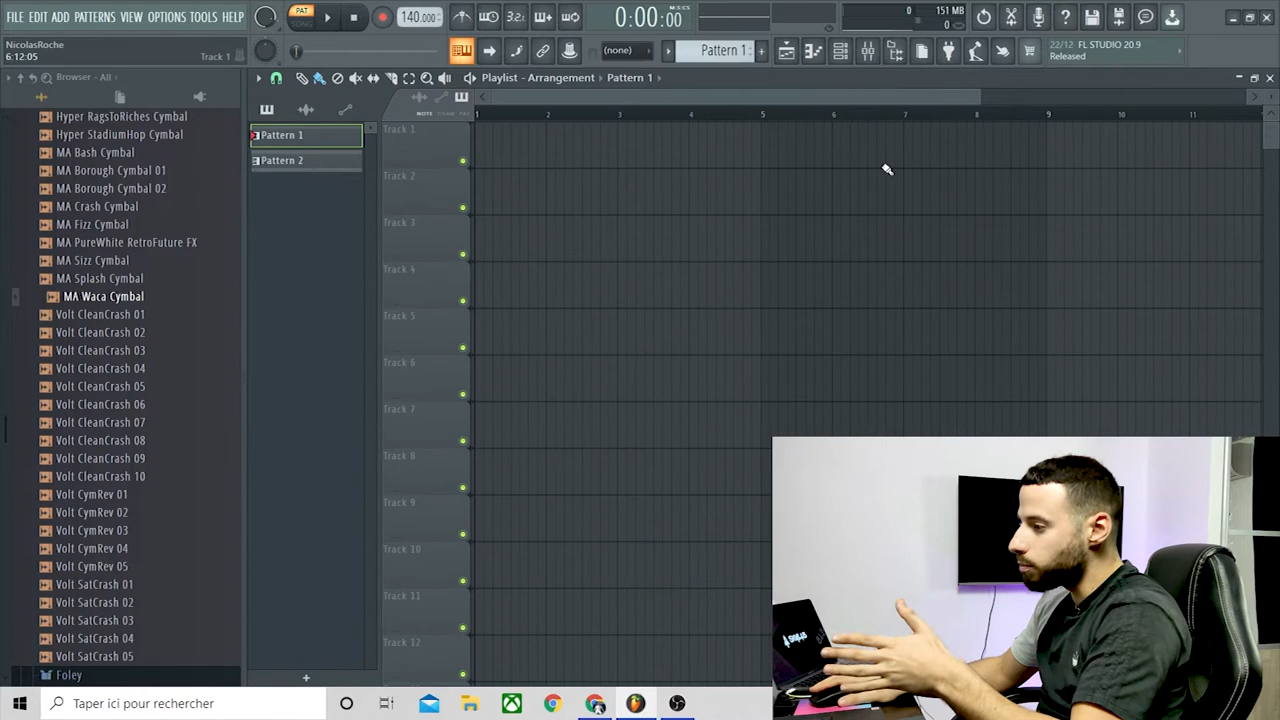 FILE EDIT ADD PATTERNS VIEW OPTIONS TOOLS HELP
PAT
SONG
140.000
3.2.
0:00:00
M:S:CS
0
151 MB
0
NicolasRoche
6:12:05
Track 1
(none)
Pattern 1
22/12 FL STUDIO 20.9
Released
Browser - All
Playlist - Arrangement
Pattern 1
NOTE CHAN PAT
1 2 3 4 5 6 7 8 9 10 11
Hyper RagsToRiches Cymbal
Hyper StadiumHop Cymbal
MA Bash Cymbal
MA Borough Cymbal 01
MA Borough Cymbal 02
MA Crash Cymbal
MA Fizz Cymbal
MA PureWhite RetroFuture FX
MA Sizz Cymbal
MA Splash Cymbal
MA Waca Cymbal
Volt CleanCrash 01
Volt CleanCrash 02
Volt CleanCrash 03
Volt CleanCrash 04
Volt CleanCrash 05
Volt CleanCrash 06
Volt CleanCrash 07
Volt CleanCrash 08
Volt CleanCrash 09
Volt CleanCrash 10
Volt CymRev 01
Volt CymRev 02
Volt CymRev 03
Volt CymRev 04
Volt CymRev 05
Volt SatCrash 01
Volt SatCrash 02
Volt SatCrash 03
Volt SatCrash 04
Volt SatCrash 05
Foley
Pattern 1
Pattern 2
Track 1
Track 2
Track 3
Track 4
Track 5
Track 6
Track 7
Track 8
Track 9
Track 10
Track 11
Track 12
Taper ici pour rechercher